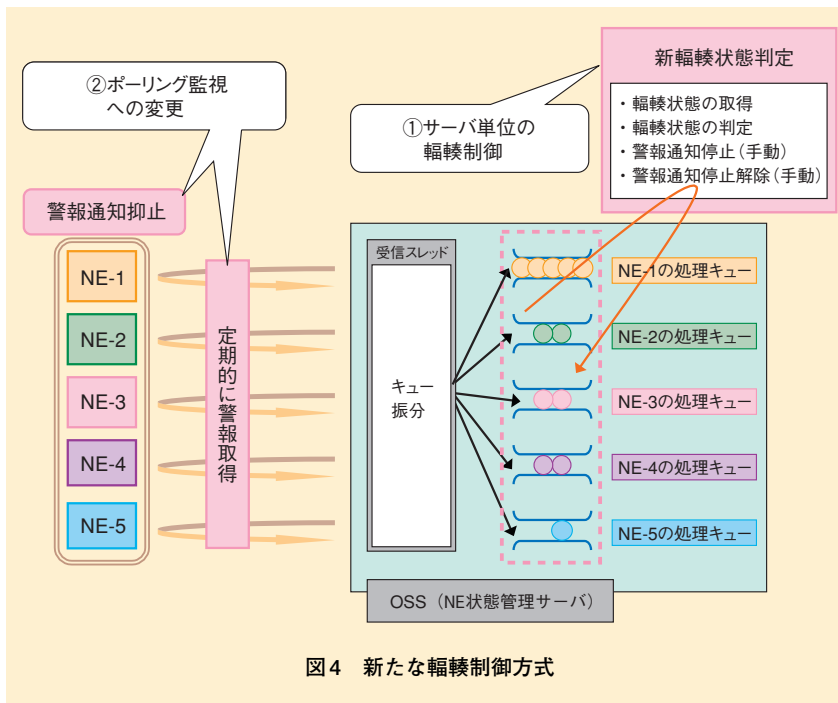 新輻輳状態判定
・輻輳状態の取得
・輻輳状態の判定
・警報通知停止(手動)
・警報通知停止解除(手動)
②ポーリング監視
への変更
①サーバ単位の
輻輳制御
警報通知抑止
NE-1
NE-2
NE-3
NE-4
NE-5
定期的に警報取得
受信スレッド
キュー
振分
NE-1の処理キュー
NE-2の処理キュー
NE-3の処理キュー
NE-4の処理キュー
NE-5の処理キュー
OSS（NE状態管理サーバ）
図4 新たな輻輳制御方式